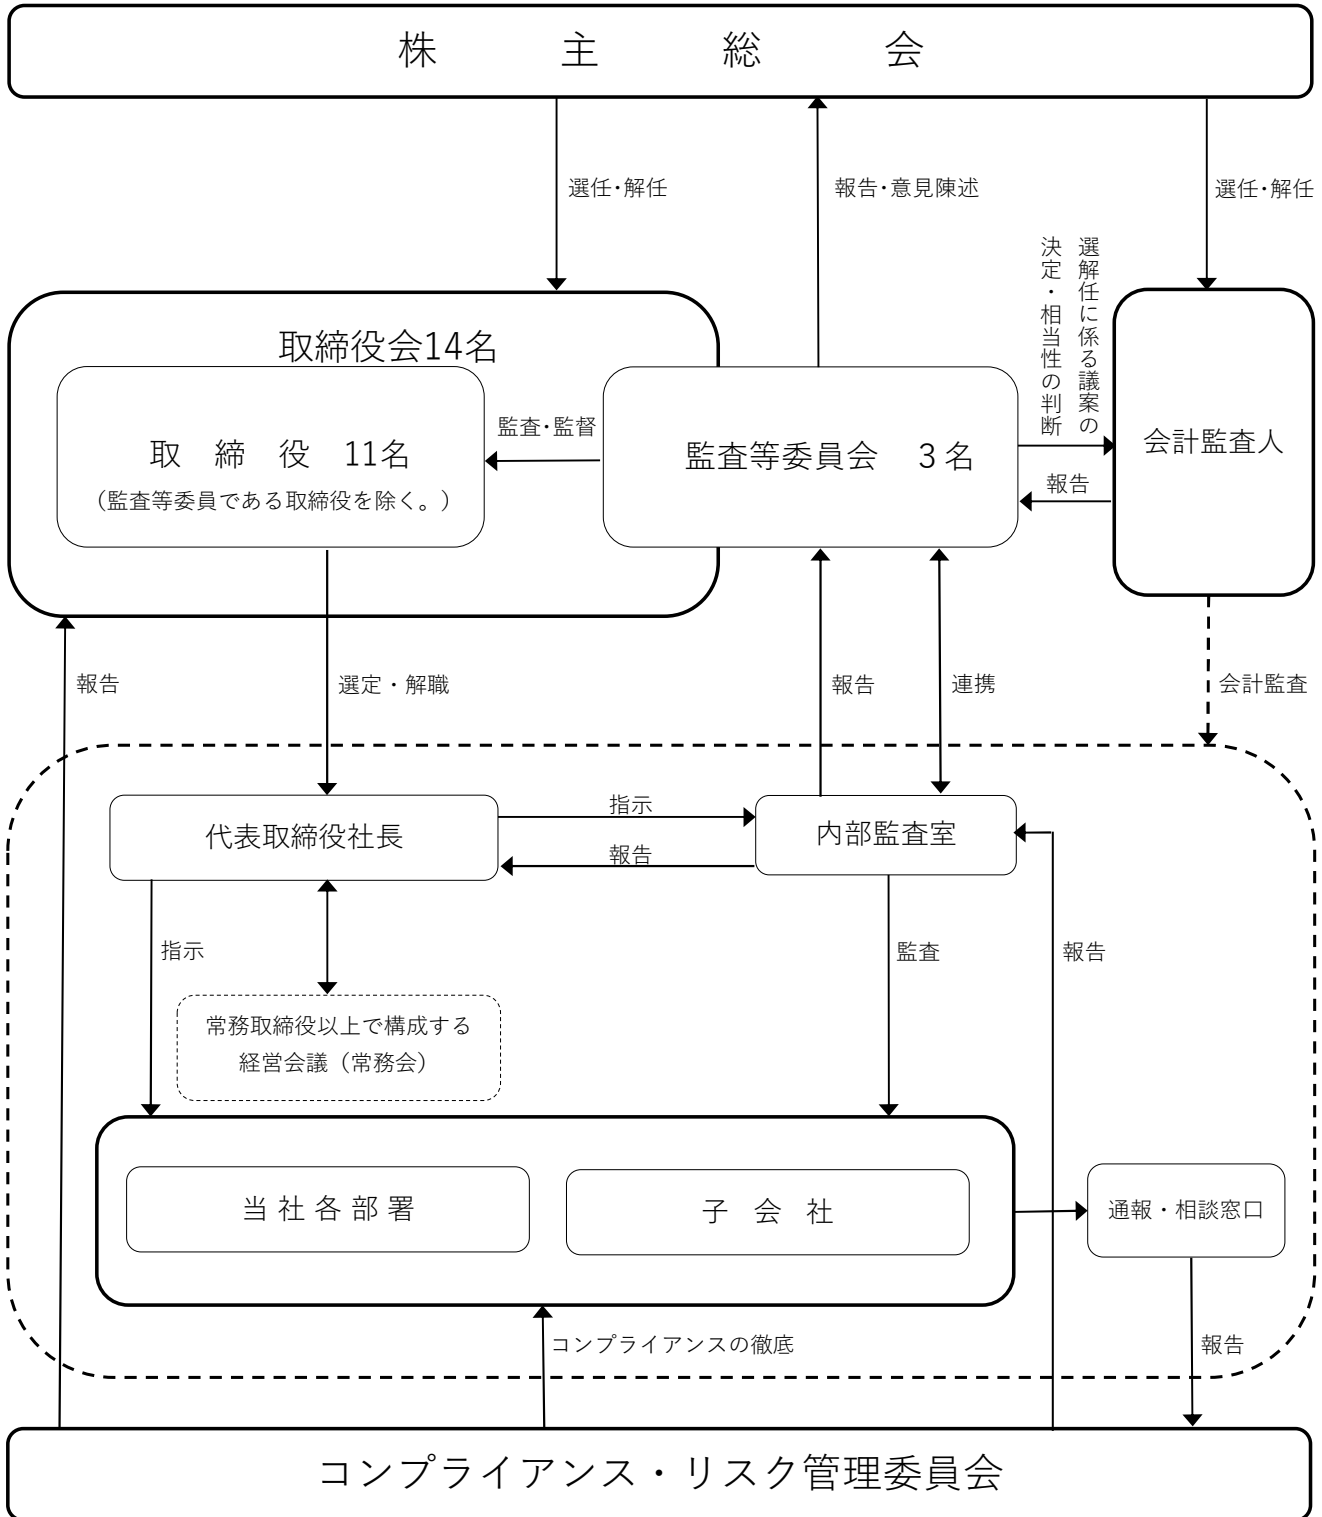 株主総会
選任・解任
報告・意見陳述
選任・解任
選解任に係る議案の
決定・相当性の判断
取締役会14名
取締役 11名
（監査等委員である取締役を除く。）
監査・監督
監査等委員会 3名
会計監査人
報告
報告
選定・解職
報告
連携
会計監査
代表取締役社長
指示
報告
内部監査室
指示
監査
報告
常務取締役以上で構成する
経営会議（常務会）
当社各部署
子会社
通報・相談窓口
コンプライアンスの徹底
報告
コンプライアンス・リスク管理委員会